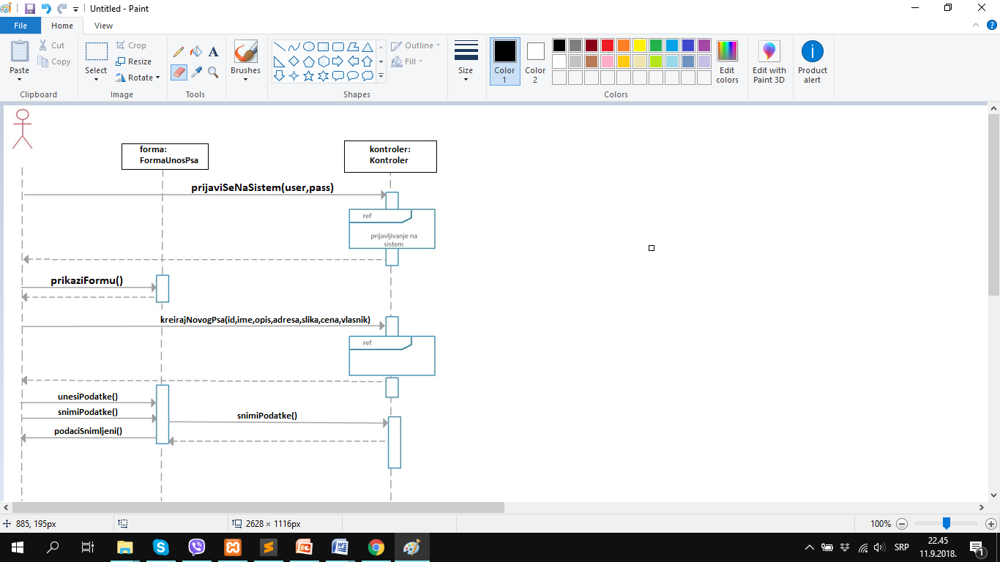 Untitled - Paint
File
Home
View
Paste
Cut
Copy
Clipboard
Select
Crop
Resize
Rotate
Image
A
Tools
Brushes
Shapes
Outline
Fill
Size
Color 1
Color 2
Colors
Edit colors
Edit with Paint 3D
Product alert
forma:
FormaUnosPsa
kontroler:
Kontroler
prijaviSeNaSistem(user,pass)
ref
prijavljivanje na
sistem
prikaziFormu()
kreirajNovogPsa(id,ime,opis,adresa,slika,cena,vlasnik)
ref
unesiPodatke()
snimiPodatke()
snimiPodatke()
podaciSnimljeni()
885, 195px
2628 × 1116px
100%
SRP
22.45
11.9.2018.
1